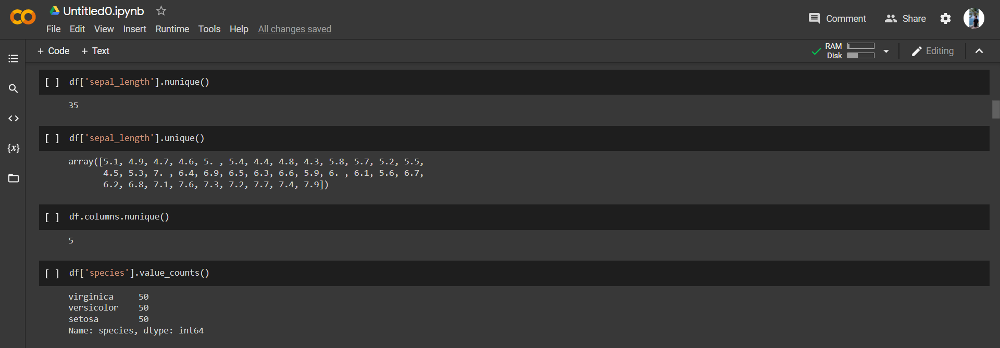 Untitled0.ipynb
File Edit View Insert Runtime Tools Help All changes saved
Comment Share
+ Code + Text
RAM
Disk
Editing
[ ] df['sepal_length'].nunique()
35
[ ] df['sepal_length'].unique()
array([5.1, 4.9, 4.7, 4.6, 5. , 5.4, 4.4, 4.8, 4.3, 5.8, 5.7, 5.2, 5.5,
4.5, 5.3, 7. , 6.4, 6.9, 6.5, 6.3, 6.6, 5.9, 6. , 6.1, 5.6, 6.7,
6.2, 6.8, 7.1, 7.6, 7.3, 7.2, 7.7, 7.4, 7.9])
{x}
[ ] df.columns.nunique()
5
[ ] df['species'].value_counts()
virginica 50
versicolor 50
setosa 50
Name: species, dtype: int64